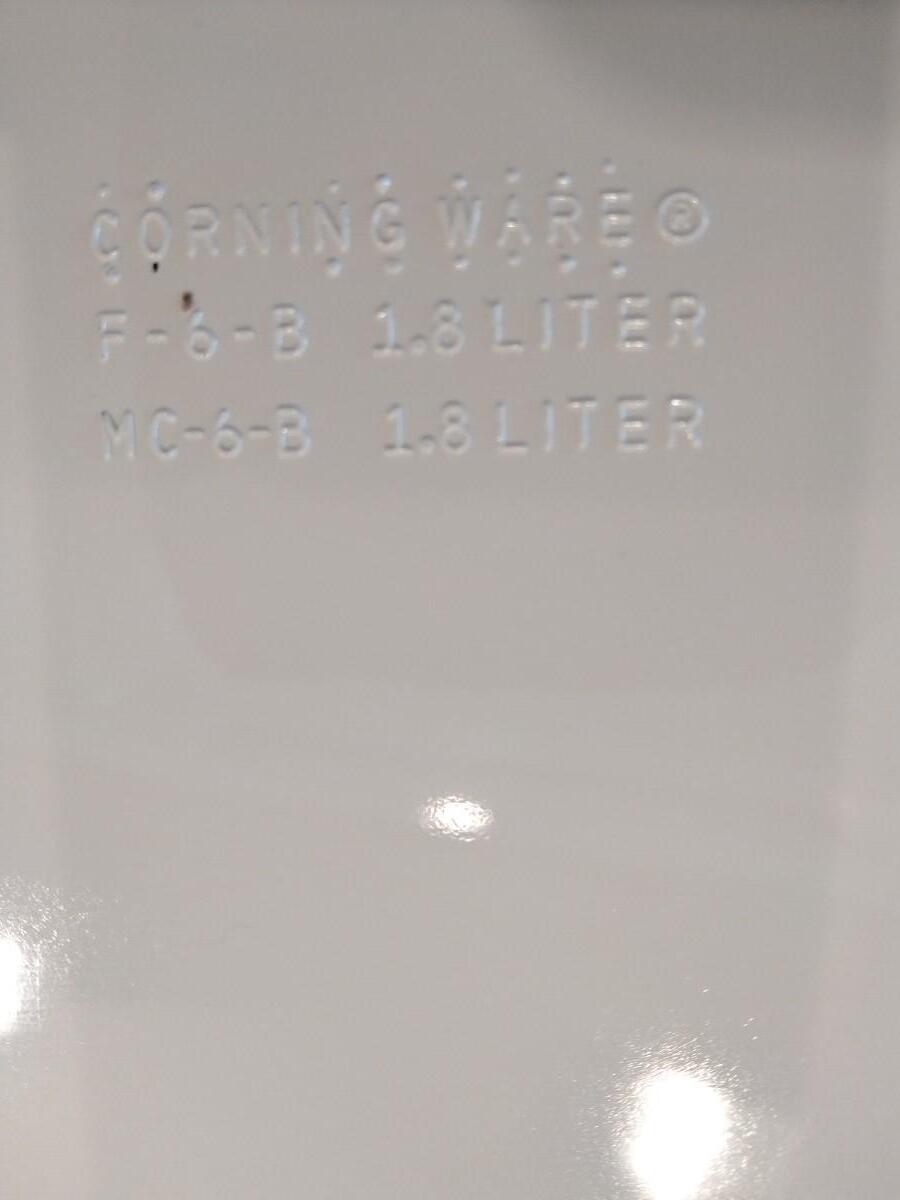 CORNING WARE®
F-6-B 1.8 LITER
MC-6-B 1.8 LITER